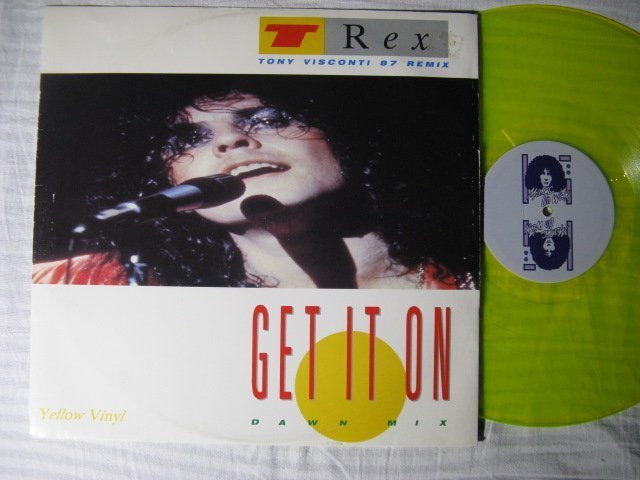 T Rex
TONY VISCONTI 87 REMIX
GET IT ON
DAWN MIX
Yellow Vinyl